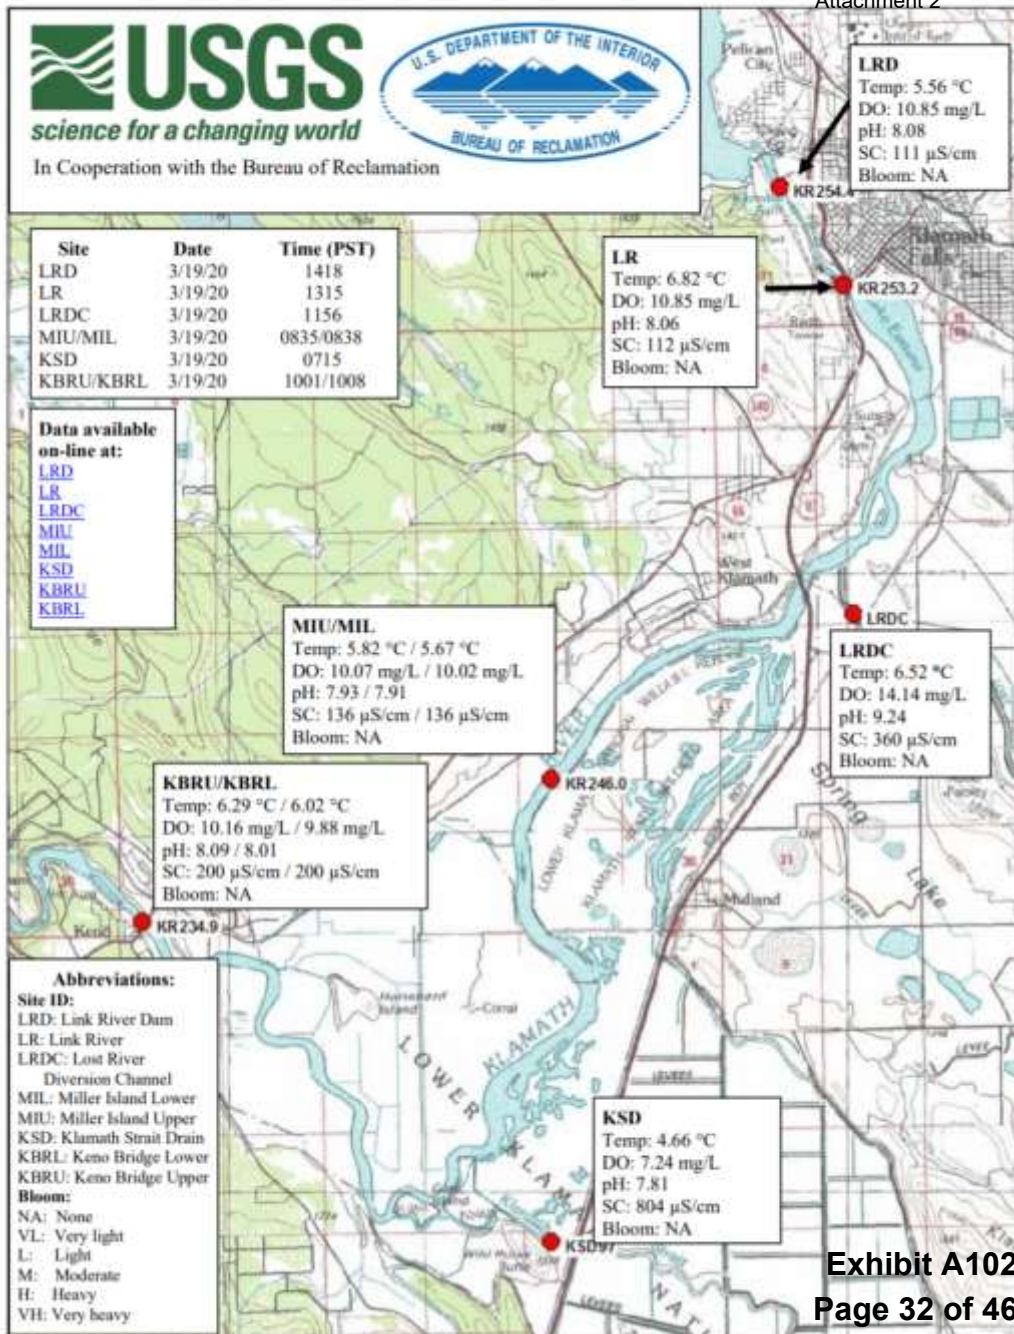 Attachment 2
USGS
science for a changing world
U.S. DEPARTMENT OF THE INTERIOR
BUREAU OF RECLAMATION
In Cooperation with the Bureau of Reclamation
Pelican
City
LRD
Temp: 5.56 °C
DO: 10.85 mg/L
pH: 8.08
SC: 111 µS/cm
Bloom: NA
KR254.4
Klamath
Falls
Site Date Time (PST)
LRD 3/19/20 1418
LR 3/19/20 1315
LRDC 3/19/20 1156
MIU/MIL 3/19/20 0835/0838
KSD 3/19/20 0715
KBRU/KBRL 3/19/20 1001/1008
LR
Temp: 6.82 °C
DO: 10.85 mg/L
pH: 8.06
SC: 112 µS/cm
Bloom: NA
KR253.2
140
Data available
on-line at:
LRD
LR
LRDC
MIU
MIL
KSD
KBRU
KBRL
66
97
West
Klamath
LRDC
MIU/MIL
Temp: 5.82 °C / 5.67 °C
DO: 10.07 mg/L / 10.02 mg/L
pH: 7.93 / 7.91
SC: 136 µS/cm / 136 µS/cm
Bloom: NA
LRDC
Temp: 6.52 °C
DO: 14.14 mg/L
pH: 9.24
SC: 360 µS/cm
Bloom: NA
KR246.0
KBRU/KBRL
Temp: 6.29 °C / 6.02 °C
DO: 10.16 mg/L / 9.88 mg/L
pH: 8.09 / 8.01
SC: 200 µS/cm / 200 µS/cm
Bloom: NA
Spring
Lake
Midland
Keno
KR234.9
Corral
KLAMATH
LOWER KLAM
LEVEE
LEVEES
Abbreviations:
Site ID:
LRD: Link River Dam
LR: Link River
LRDC: Lost River
Diversion Channel
MIL: Miller Island Lower
MIU: Miller Island Upper
KSD: Klamath Strait Drain
KBRL: Keno Bridge Lower
KBRU: Keno Bridge Upper
Bloom:
NA: None
VL: Very light
L: Light
M: Moderate
H: Heavy
VH: Very heavy
KSD
Temp: 4.66 °C
DO: 7.24 mg/L
pH: 7.81
SC: 804 µS/cm
Bloom: NA
KSD97
LEVEES
NAT
Exhibit A102
Page 32 of 46